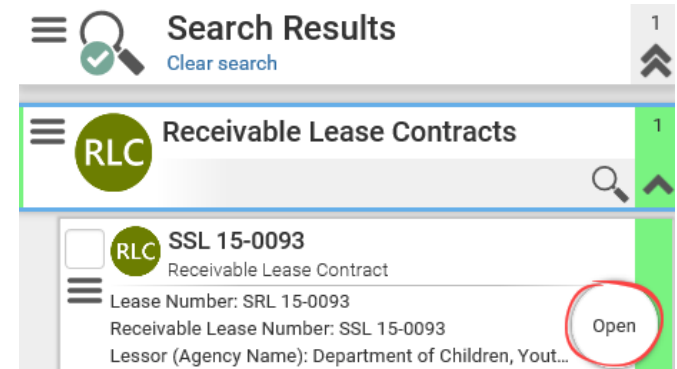 Search Results
1
Clear search
RLC
Receivable Lease Contracts
1
RLC
SSL 15-0093
Receivable Lease Contract
Lease Number: SRL 15-0093
Receivable Lease Number: SSL 15-0093
Open
Lessor (Agency Name): Department of Children, Yout...